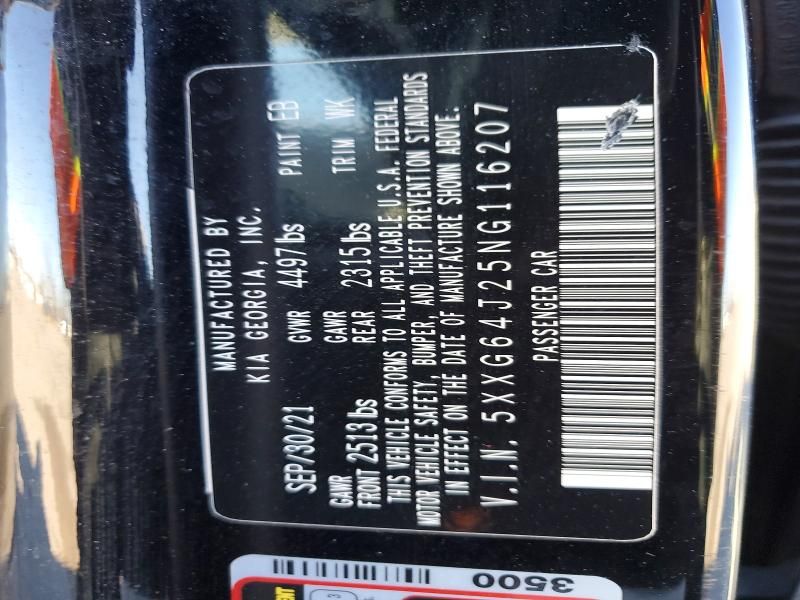 MANUFACTURED BY
KIA GEORGIA, INC.
SEP/30/21 GVWR 4497lbs PAINT EB
GAWR FRONT 2513lbs GAWR REAR 2315lbs TRIM WK
THIS VEHICLE CONFORMS TO ALL APPLICABLE U.S.A. FEDERAL
MOTOR VEHICLE SAFETY, BUMPER, AND THEFT PREVENTION STANDARDS
IN EFFECT ON THE DATE OF MANUFACTURE SHOWN ABOVE.
V.I.N. 5XXG64J25NG116207
PASSENGER CAR
3500